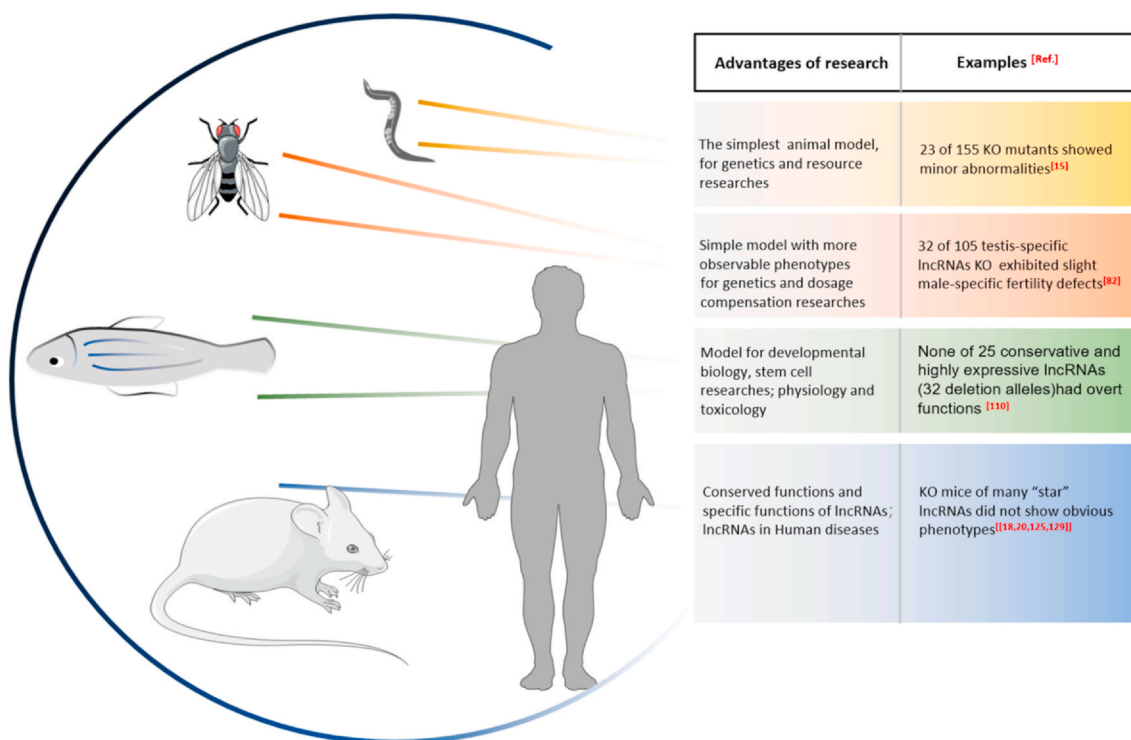 Advantages of research
Examples [Ref.]
The simplest animal model,
for genetics and resource
researches
23 of 155 KO mutants showed
minor abnormalities[15]
Simple model with more
observable phenotypes
for genetics and dosage
compensation researches
32 of 105 testis-specific
lncRNAs KO exhibited slight
male-specific fertility defects[82]
Model for developmental
biology, stem cell
researches; physiology and
toxicology
None of 25 conservative and
highly expressive lncRNAs
(32 deletion alleles)had overt
functions [110]
Conserved functions and
specific functions of lncRNAs;
lncRNAs in Human diseases
KO mice of many “star”
lncRNAs did not show obvious
phenotypes[[18,20,125,129]]